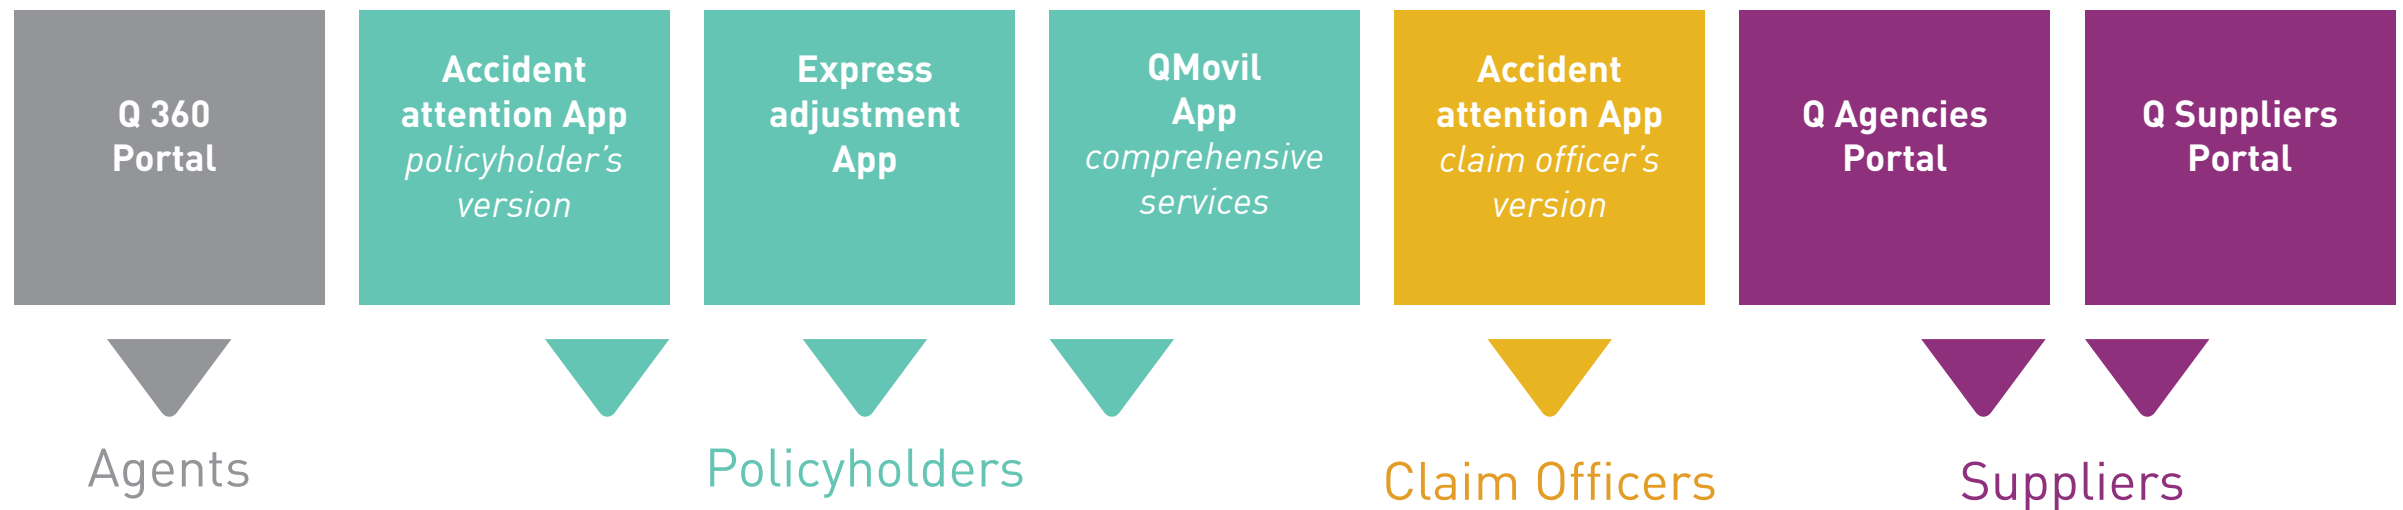 Q 360
Portal
Accident
attention App
policyholder’s
version
Express
adjustment
App
QMovil
App
comprehensive
services
Accident
attention App
claim officer’s
version
Q Agencies
Portal
Q Suppliers
Portal
Agents
Policyholders
Claim Officers
Suppliers